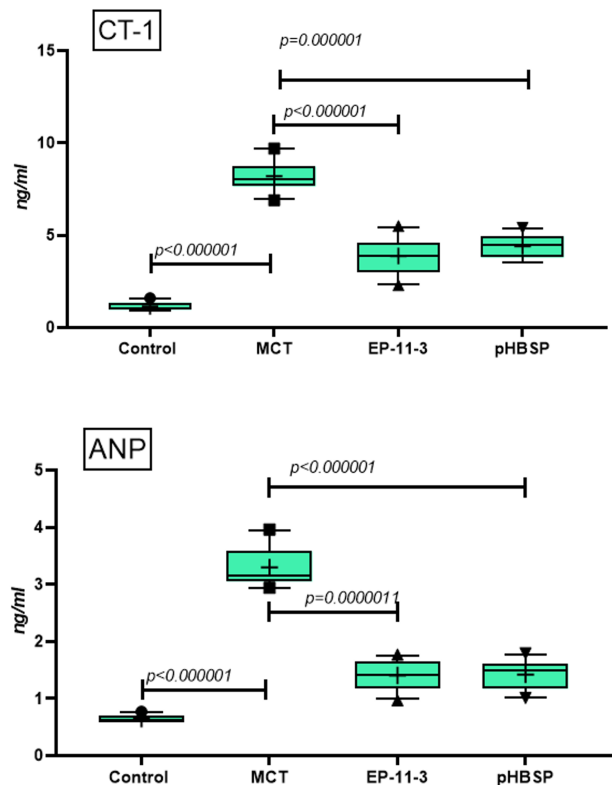 CT-1
p=0.000001
15
p<0.000001
10
ng/ml
p<0.000001
5
0
Control MCT EP-11-3 pHBSP
ANP
p<0.000001
5
4
3
ng/ml
p=0.0000011
2
p<0.000001
1
0
Control MCT EP-11-3 pHBSP